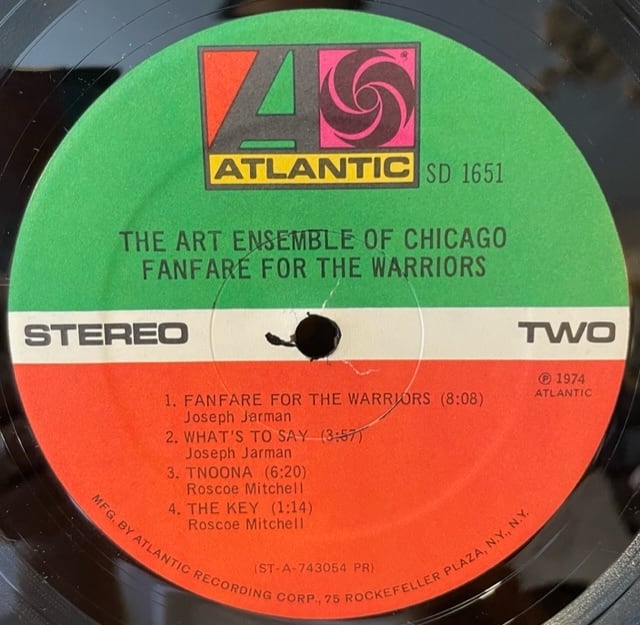 ATLANTIC
SD 1651
THE ART ENSEMBLE OF CHICAGO
FANFARE FOR THE WARRIORS
STEREO
TWO
℗ 1974
ATLANTIC
1. FANFARE FOR THE WARRIORS (8:08)
Joseph Jarman
2. WHAT'S TO SAY (3:57)
Joseph Jarman
3. TNOONA (6:20)
Roscoe Mitchell
4. THE KEY (1:14)
Roscoe Mitchell
(ST-A-743054 PR)
MFG. BY ATLANTIC RECORDING CORP., 75 ROCKEFELLER PLAZA, N.Y., N.Y.